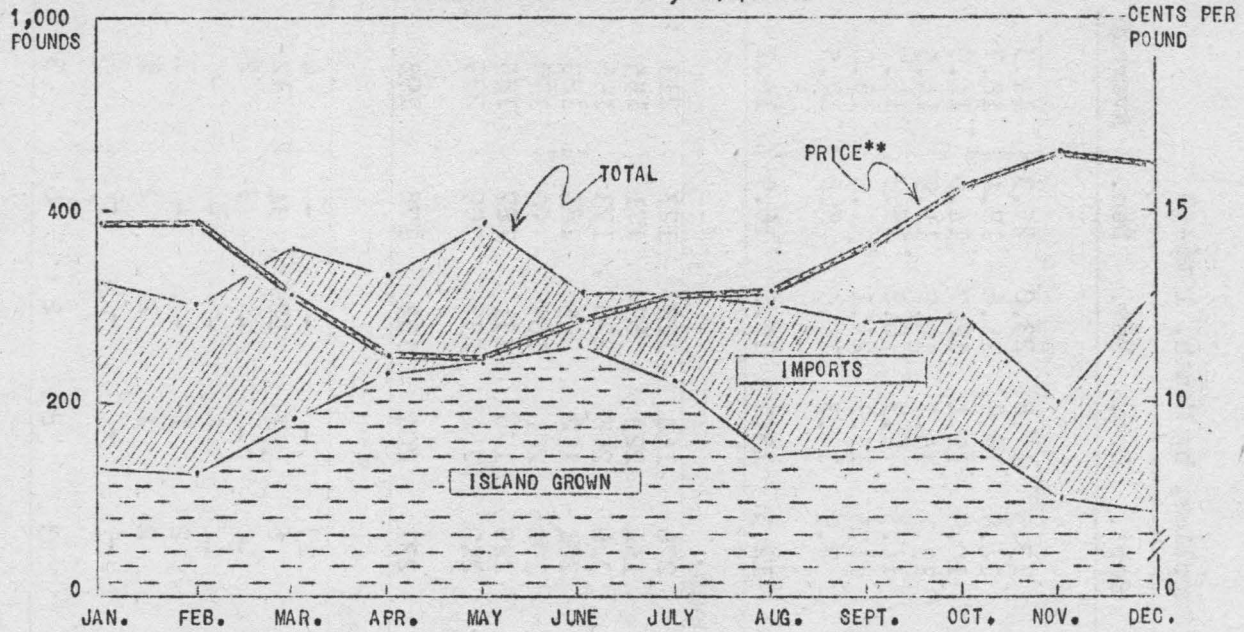 1,000
POUNDS
CENTS PER
POUND
PRICE**
TOTAL
400
15
IMPORTS
200
10
ISLAND GROWN
0
0
JAN. FEB. MAR. APR. MAY JUNE JULY AUG. SEPT. OCT. NOV. DEC.